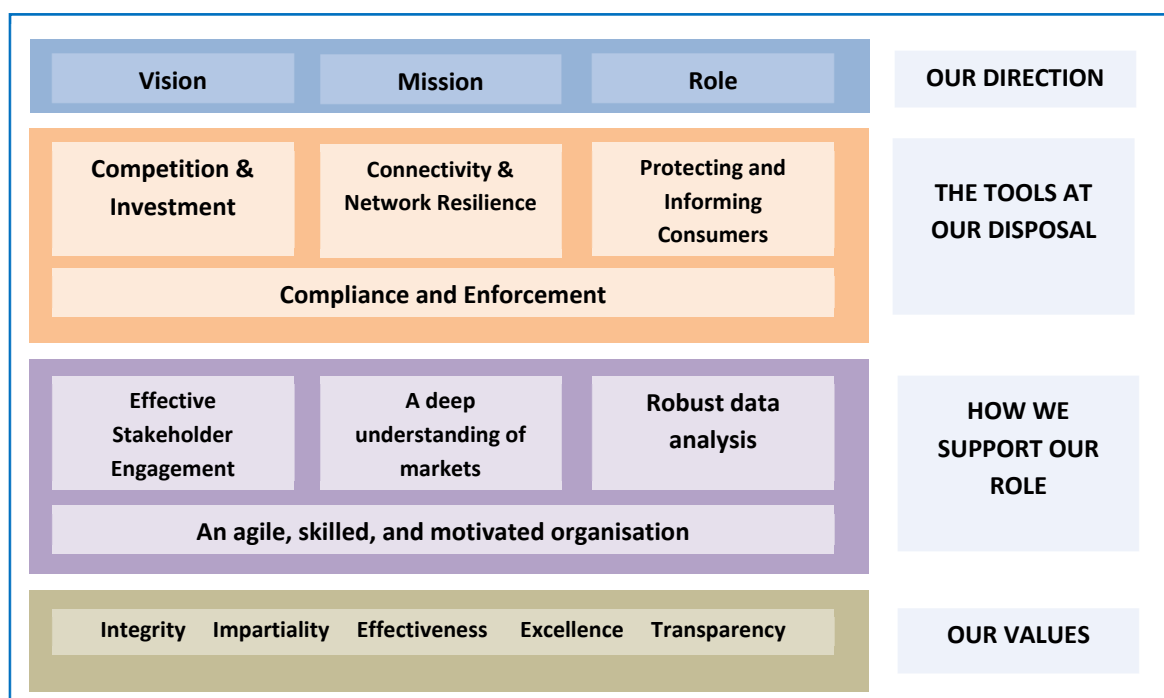 Vision
Mission
Role
OUR DIRECTION
Competition &
Investment
Connectivity &
Network Resilience
Protecting and
Informing
Consumers
THE TOOLS AT
OUR DISPOSAL
Compliance and Enforcement
Effective
Stakeholder
Engagement
A deep
understanding of
markets
Robust data
analysis
HOW WE
SUPPORT OUR
ROLE
An agile, skilled, and motivated organisation
Integrity Impartiality Effectiveness Excellence Transparency
OUR VALUES